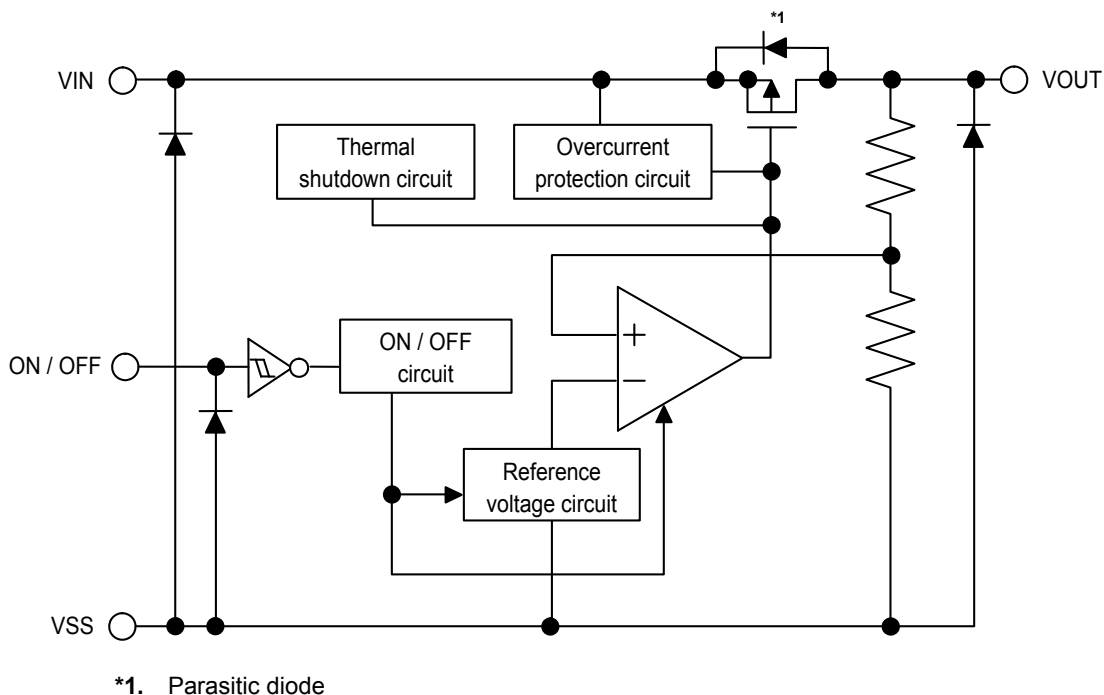 *1
VIN
VOUT
Thermal
shutdown circuit
Overcurrent
protection circuit
ON / OFF
ON / OFF
circuit
+
−
Reference
voltage circuit
VSS
*1. Parasitic diode